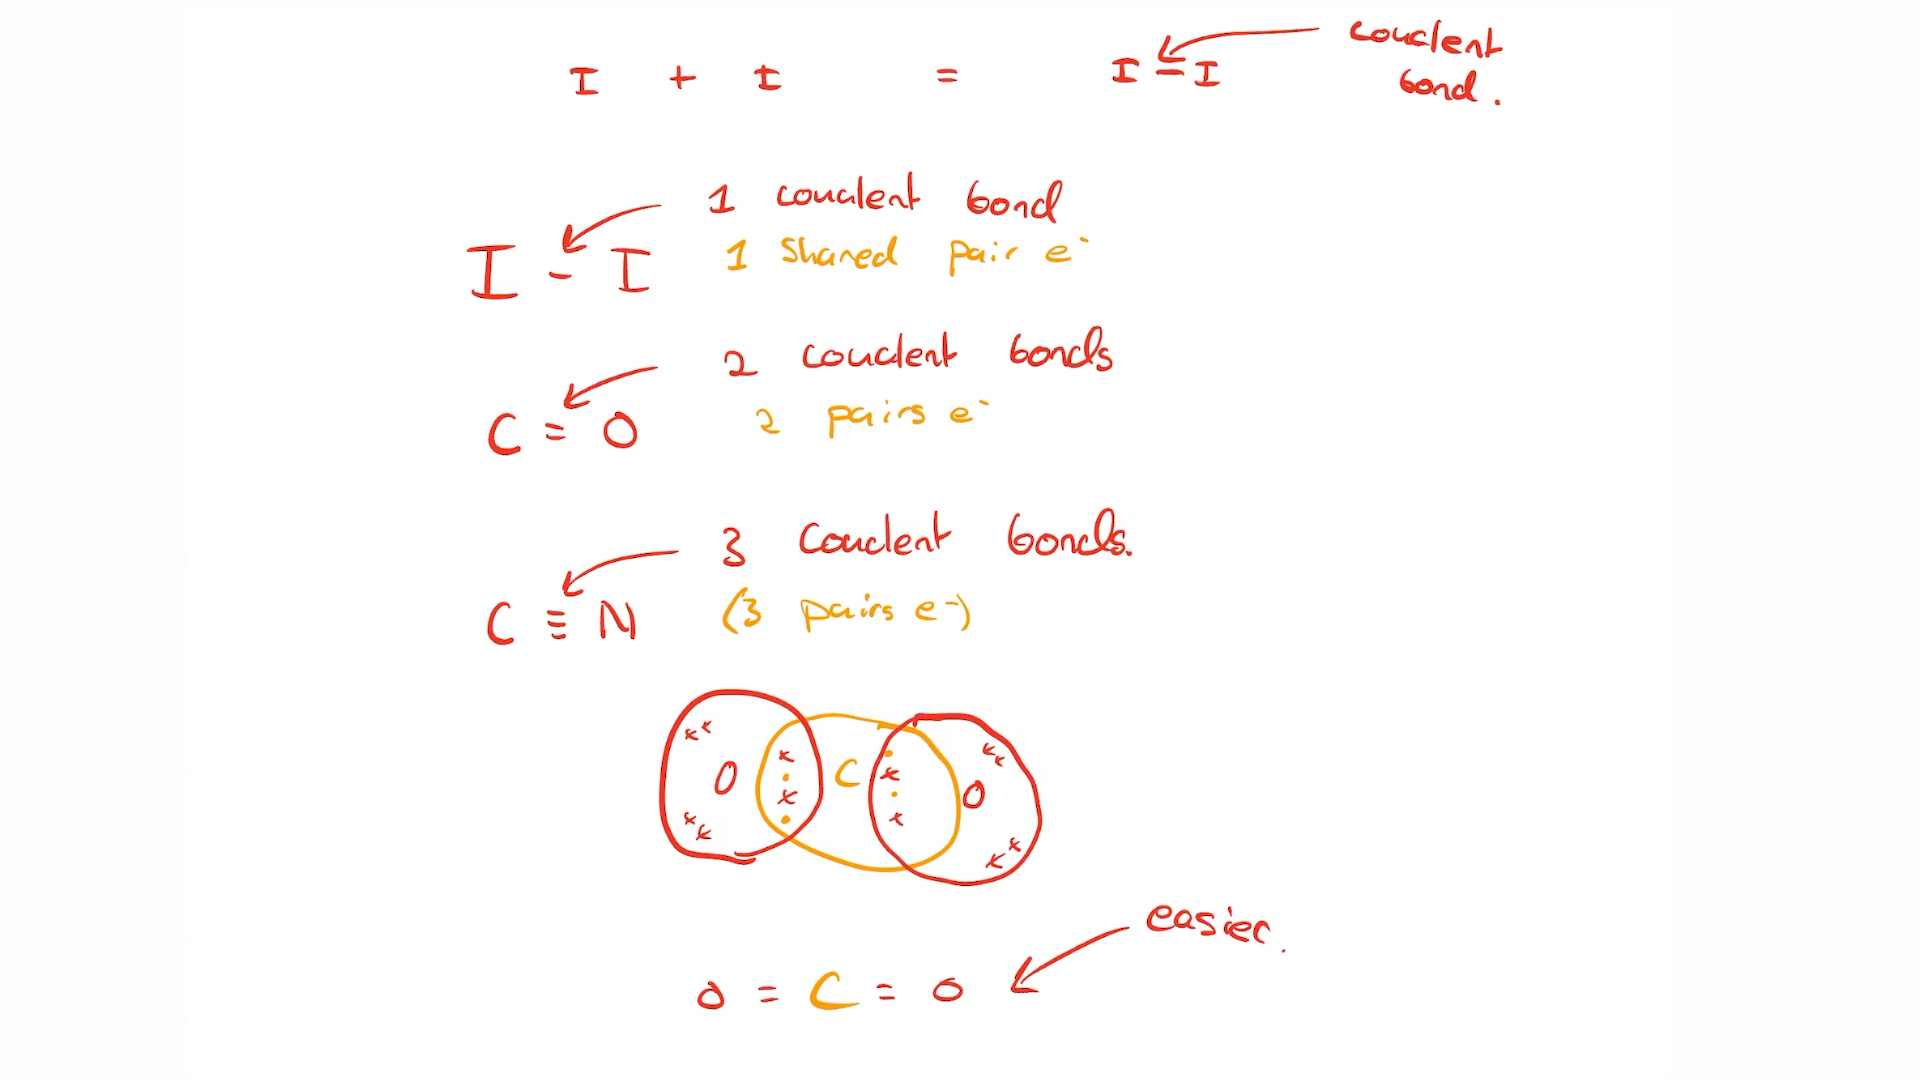 I + I = I - I covalent
bond.
1 covalent bond
I - I 1 Shared pair e⁻
2 covalent bonds
C = O 2 pairs e⁻
3 covalent bonds.
C ≡ N (3 pairs e⁻)
O C O
easier.
O = C = O